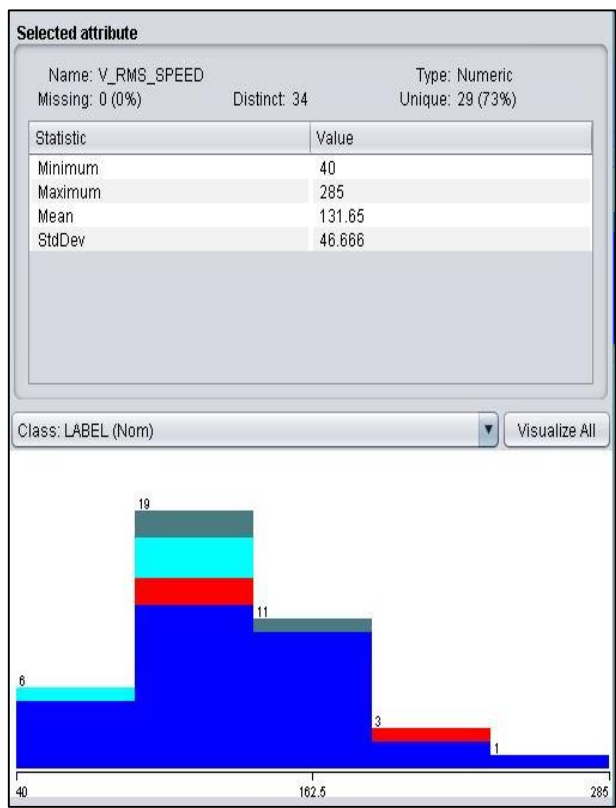 Selected attribute
Name: V_RMS_SPEED Type: Numeric
Missing: 0 (0%) Distinct: 34 Unique: 29 (73%)
Statistic Value
Minimum 40
Maximum 285
Mean 131.65
StdDev 46.666
Class: LABEL (Nom) Visualize All
19
11
6
3
1
40 162.5 285